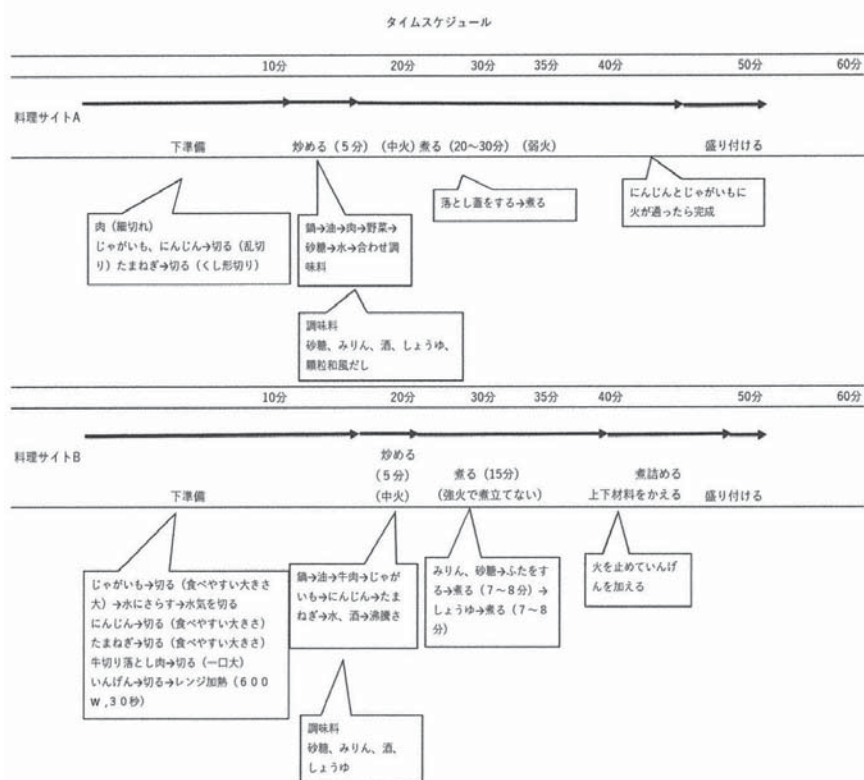 タイムスケジュール
10分 20分 30分 35分 40分 50分 60分
料理サイトA
下準備 炒める（5分） （中火）煮る（20～30分） （弱火） 盛り付ける
肉（細切れ）
じゃがいも、にんじん→切る（乱切
り）たまねぎ→切る（くし形切り）
鍋→油→肉→野菜→
砂糖→水→合わせ調
味料
落とし蓋をする→煮る
にんじんとじゃがいもに
火が通ったら完成
調味料
砂糖、みりん、酒、しょうゆ、
顆粒和風だし
10分 20分 30分 35分 40分 50分 60分
料理サイトB
下準備
炒める
（5分）
（中火）
煮る（15分）
（強火で煮立てない）
煮詰める
上下材料をかえる
盛り付ける
じゃがいも→切る（食べやすい大きさ
大）→水にさらす→水気を切る
にんじん→切る（食べやすい大きさ）
たまねぎ→切る（食べやすい大きさ）
牛切り落とし肉→切る（一口大）
いんげん→切る→レンジ加熱（６００
ｗ,３０秒）
鍋→油→牛肉→じゃが
いも→にんじん→たま
ねぎ→水、酒→沸騰さ
みりん、砂糖→ふたをす
る→煮る（７～８分）→
しょうゆ→煮る（７～８
分）
火を止めていんげ
んを加える
調味料
砂糖、みりん、酒、
しょうゆ